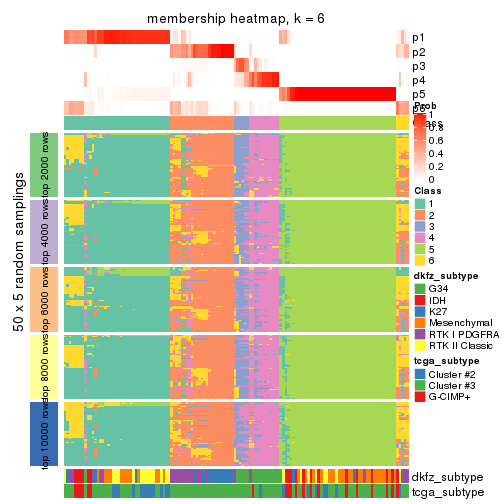 membership heatmap, k = 6
p1
p2
p3
p4
p5
p6
Class
50 x 5 random samplings
top 2000 rows
top 4000 rows
top 6000 rows
top 8000 rows
top 10000 rows
Prob
1
0.8
0.6
0.4
0.2
0
Class
1
2
3
4
5
6
dkfz_subtype
G34
IDH
K27
Mesenchymal
RTK I PDGFRA
RTK II Classic
tcga_subtype
Cluster #2
Cluster #3
G-CIMP+
dkfz_subtype
tcga_subtype